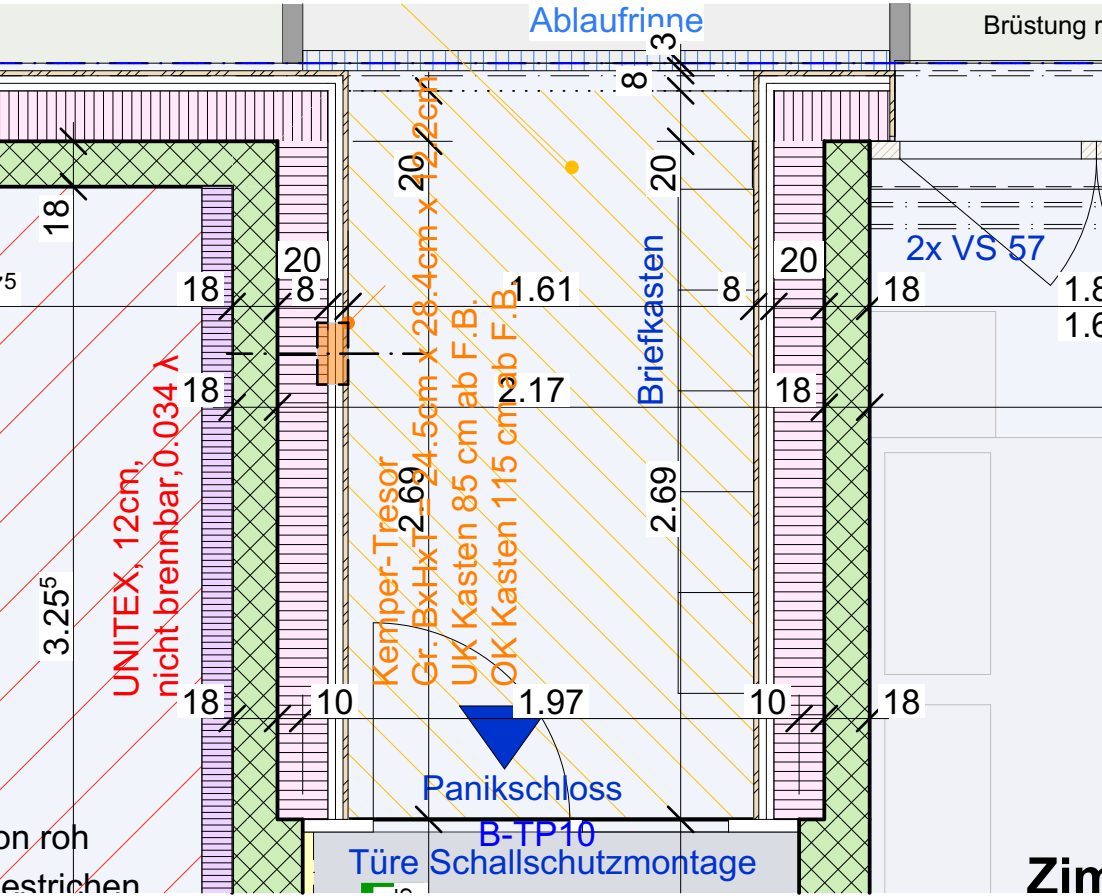 Ablaufrinne
Brüstung r
3
8
20
20
18
20
20
2x VS 57
18
8
1.61
8
18
1.8
1.6
Briefkasten
18
2.17
18
UNITEX, 12cm,
nicht brennbar,0.034 λ
Kemper-Tresor
Gr. BxHxT = 24.5cm x 28.4cm x 12.2cm
UK Kasten 85 cm ab F.B.
OK Kasten 115 cm ab F.B.
2.69
2.69
3.25⁵
18
10
1.97
10
18
Panikschloss
B-TP10
Türe Schallschutzmontage
on roh
estrichen
Zim